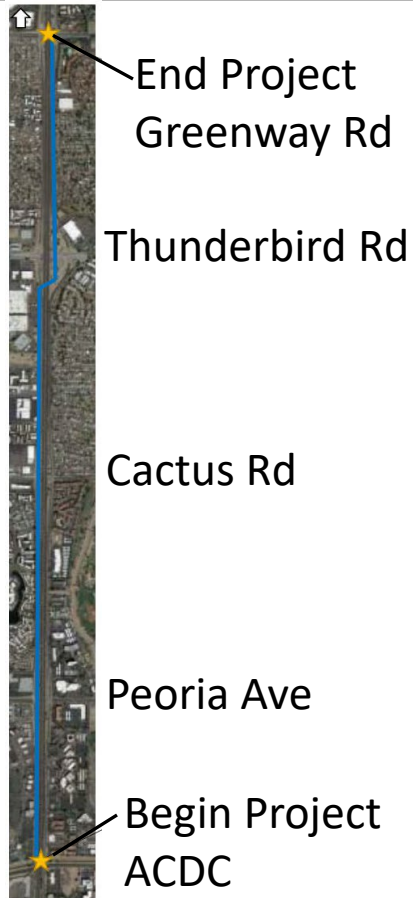 End Project
Greenway Rd
Thunderbird Rd
Cactus Rd
Peoria Ave
Begin Project
ACDC